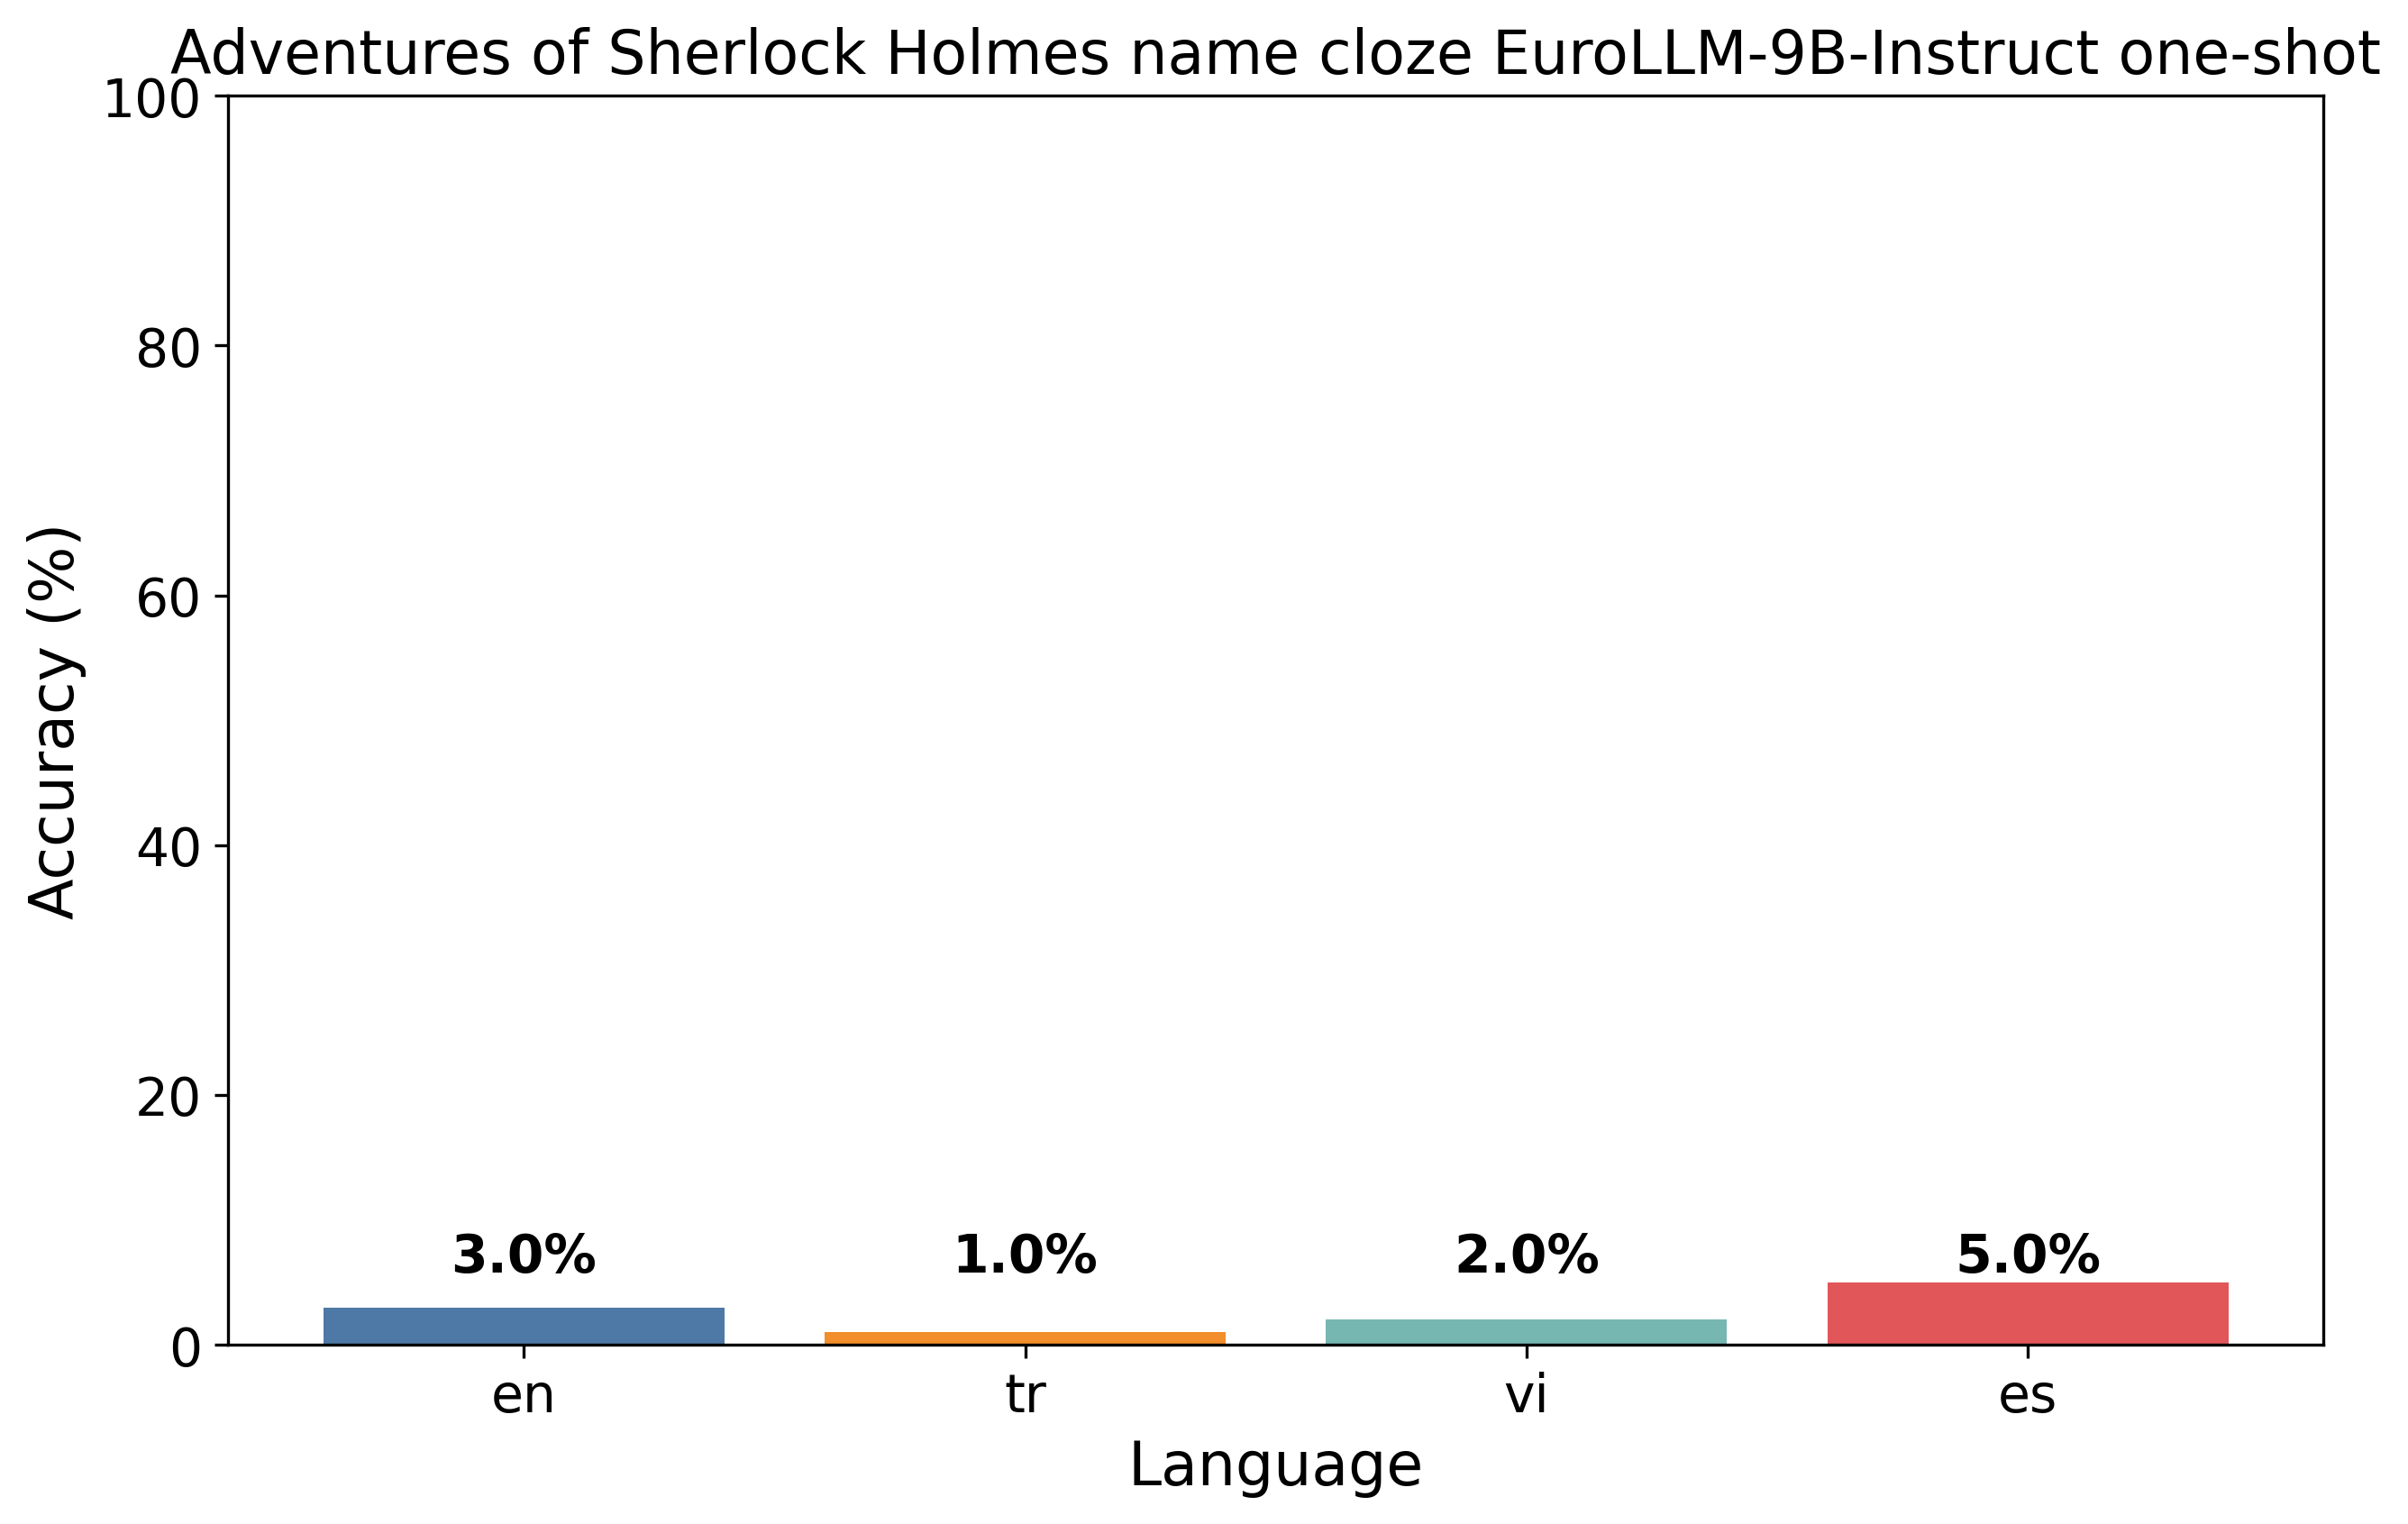 Adventures of Sherlock Holmes name cloze EuroLLM-9B-Instruct one-shot
100
80
60
40
20
0
Accuracy (%)
3.0%
1.0%
2.0%
5.0%
en
tr
vi
es
Language